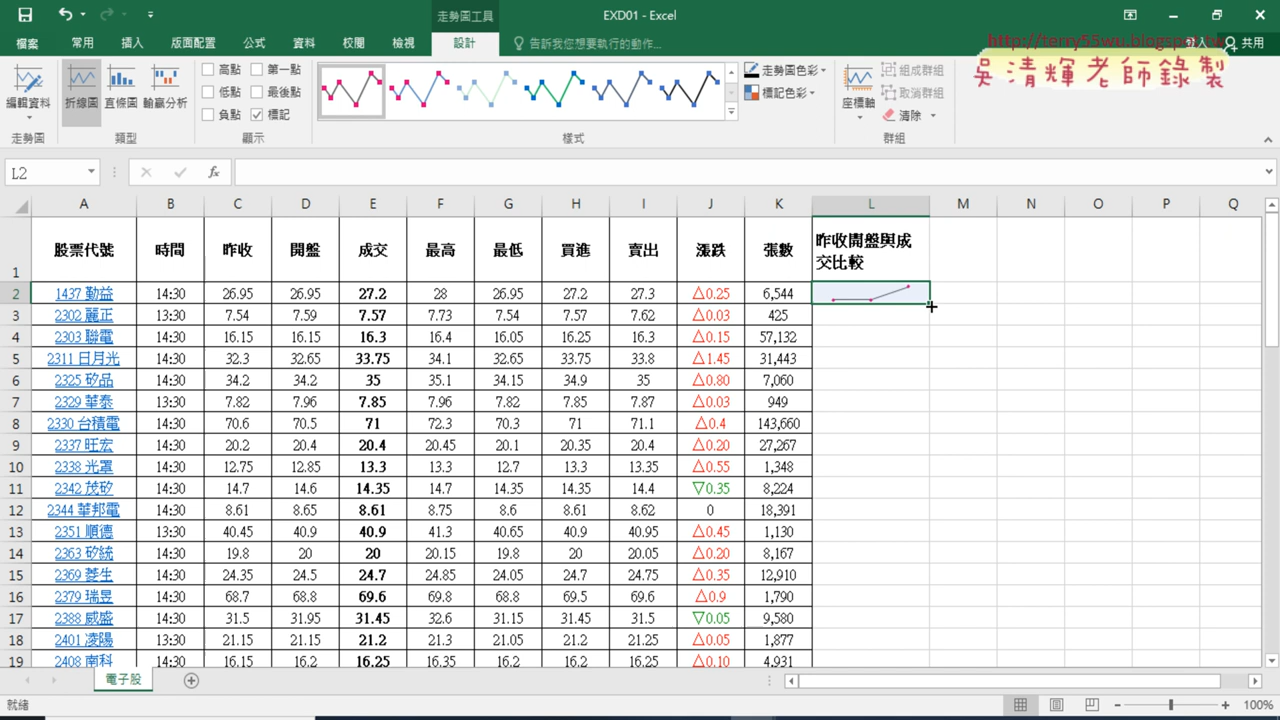 EXD01 - Excel
走勢圖工具
檔案 常用 插入 版面配置 公式 資料 校閱 檢視 設計 告訴我您想要執行的動作... 登入 共用
http://terry55wu.blogspot.tw
吳清輝老師錄製
編輯資料 折線圖 直條圖 輸贏分析
高點 第一點
低點 最後點
負點 標記
走勢圖色彩
標記色彩
座標軸
組成群組
取消群組
清除
走勢圖 類型 顯示 樣式 群組
L2
A B C D E F G H I J K L M N O P Q
1 股票代號 時間 昨收 開盤 成交 最高 最低 買進 賣出 漲跌 張數 昨收開盤與成
交比較
2 1437 勤益 14:30 26.95 26.95 27.2 28 26.95 27.2 27.3 △0.25 6,544
3 2302 麗正 13:30 7.54 7.59 7.57 7.73 7.54 7.57 7.62 △0.03 425
4 2303 聯電 14:30 16.15 16.15 16.3 16.4 16.05 16.25 16.3 △0.15 57,132
5 2311 日月光 14:30 32.3 32.65 33.75 34.1 32.65 33.75 33.8 △1.45 31,443
6 2325 矽品 14:30 34.2 34.2 35 35.1 34.15 34.9 35 △0.80 7,060
7 2329 華泰 13:30 7.82 7.96 7.85 7.96 7.82 7.85 7.87 △0.03 949
8 2330 台積電 14:30 70.6 70.5 71 72.3 70.3 71 71.1 △0.4 143,660
9 2337 旺宏 14:30 20.2 20.4 20.4 20.45 20.1 20.35 20.4 △0.20 27,267
10 2338 光罩 14:30 12.75 12.85 13.3 13.3 12.7 13.3 13.35 △0.55 1,348
11 2342 茂矽 14:30 14.7 14.6 14.35 14.7 14.35 14.35 14.4 ▽0.35 8,224
12 2344 華邦電 14:30 8.61 8.65 8.61 8.75 8.6 8.61 8.62 0 18,391
13 2351 順德 13:30 40.45 40.9 40.9 41.3 40.65 40.9 40.95 △0.45 1,130
14 2363 矽統 14:30 19.8 20 20 20.15 19.8 20 20.05 △0.20 8,167
15 2369 菱生 14:30 24.35 24.5 24.7 24.85 24.05 24.7 24.75 △0.35 12,910
16 2379 瑞昱 14:30 68.7 68.8 69.6 69.8 68.8 69.5 69.6 △0.9 1,790
17 2388 威盛 14:30 31.5 31.95 31.45 32.6 31.15 31.45 31.5 ▽0.05 9,580
18 2401 凌陽 13:30 21.15 21.15 21.2 21.3 21.05 21.2 21.25 △0.05 1,877
19 2408 南科 14:30 16.15 16.2 16.25 16.35 16.2 16.2 16.25 △0.10 4,931
電子股
就緒 100%